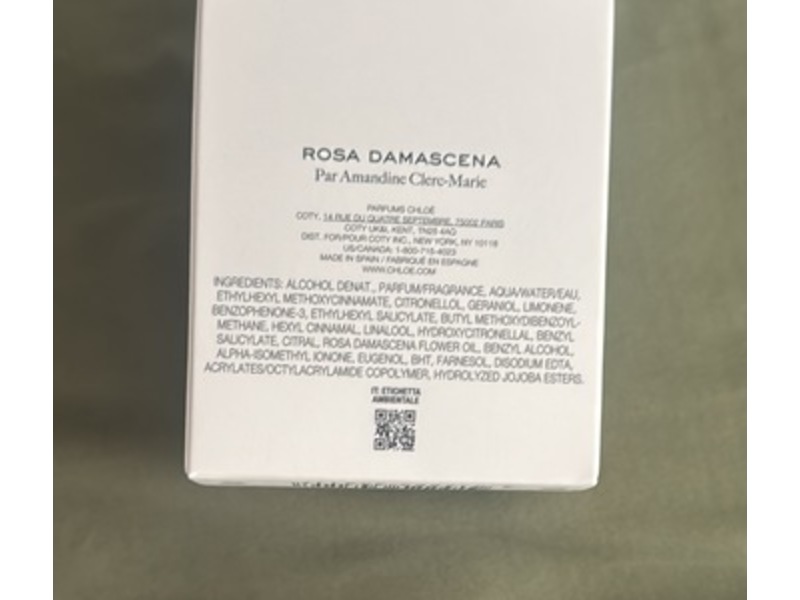 ROSA DAMASCENA
Par Amandine Clerc-Marie
PARFUMS CHLOÉ
COTY, 14 RUE DU QUATRE SEPTEMBRE, 75002 PARIS
COTY UK&I, KENT, TN25 4AQ
DIST. FOR/POUR COTY INC., NEW YORK, NY 10118
US/CANADA: 1-800-715-4023
MADE IN SPAIN / FABRIQUÉ EN ESPAGNE
WWW.CHLOE.COM
INGREDIENTS: ALCOHOL DENAT., PARFUM/FRAGRANCE, AQUA/WATER/EAU,
ETHYLHEXYL METHOXYCINNAMATE, CITRONELLOL, GERANIOL, LIMONENE,
BENZOPHENONE-3, ETHYLHEXYL SALICYLATE, BUTYL METHOXYDIBENZOYL-
METHANE, HEXYL CINNAMAL, LINALOOL, HYDROXYCITRONELLAL, BENZYL
SALICYLATE, CITRAL, ROSA DAMASCENA FLOWER OIL, BENZYL ALCOHOL,
ALPHA-ISOMETHYL IONONE, EUGENOL, BHT, FARNESOL, DISODIUM EDTA,
ACRYLATES/OCTYLACRYLAMIDE COPOLYMER, HYDROLYZED JOJOBA ESTERS.
IT: ETICHETTA
AMBIENTALE